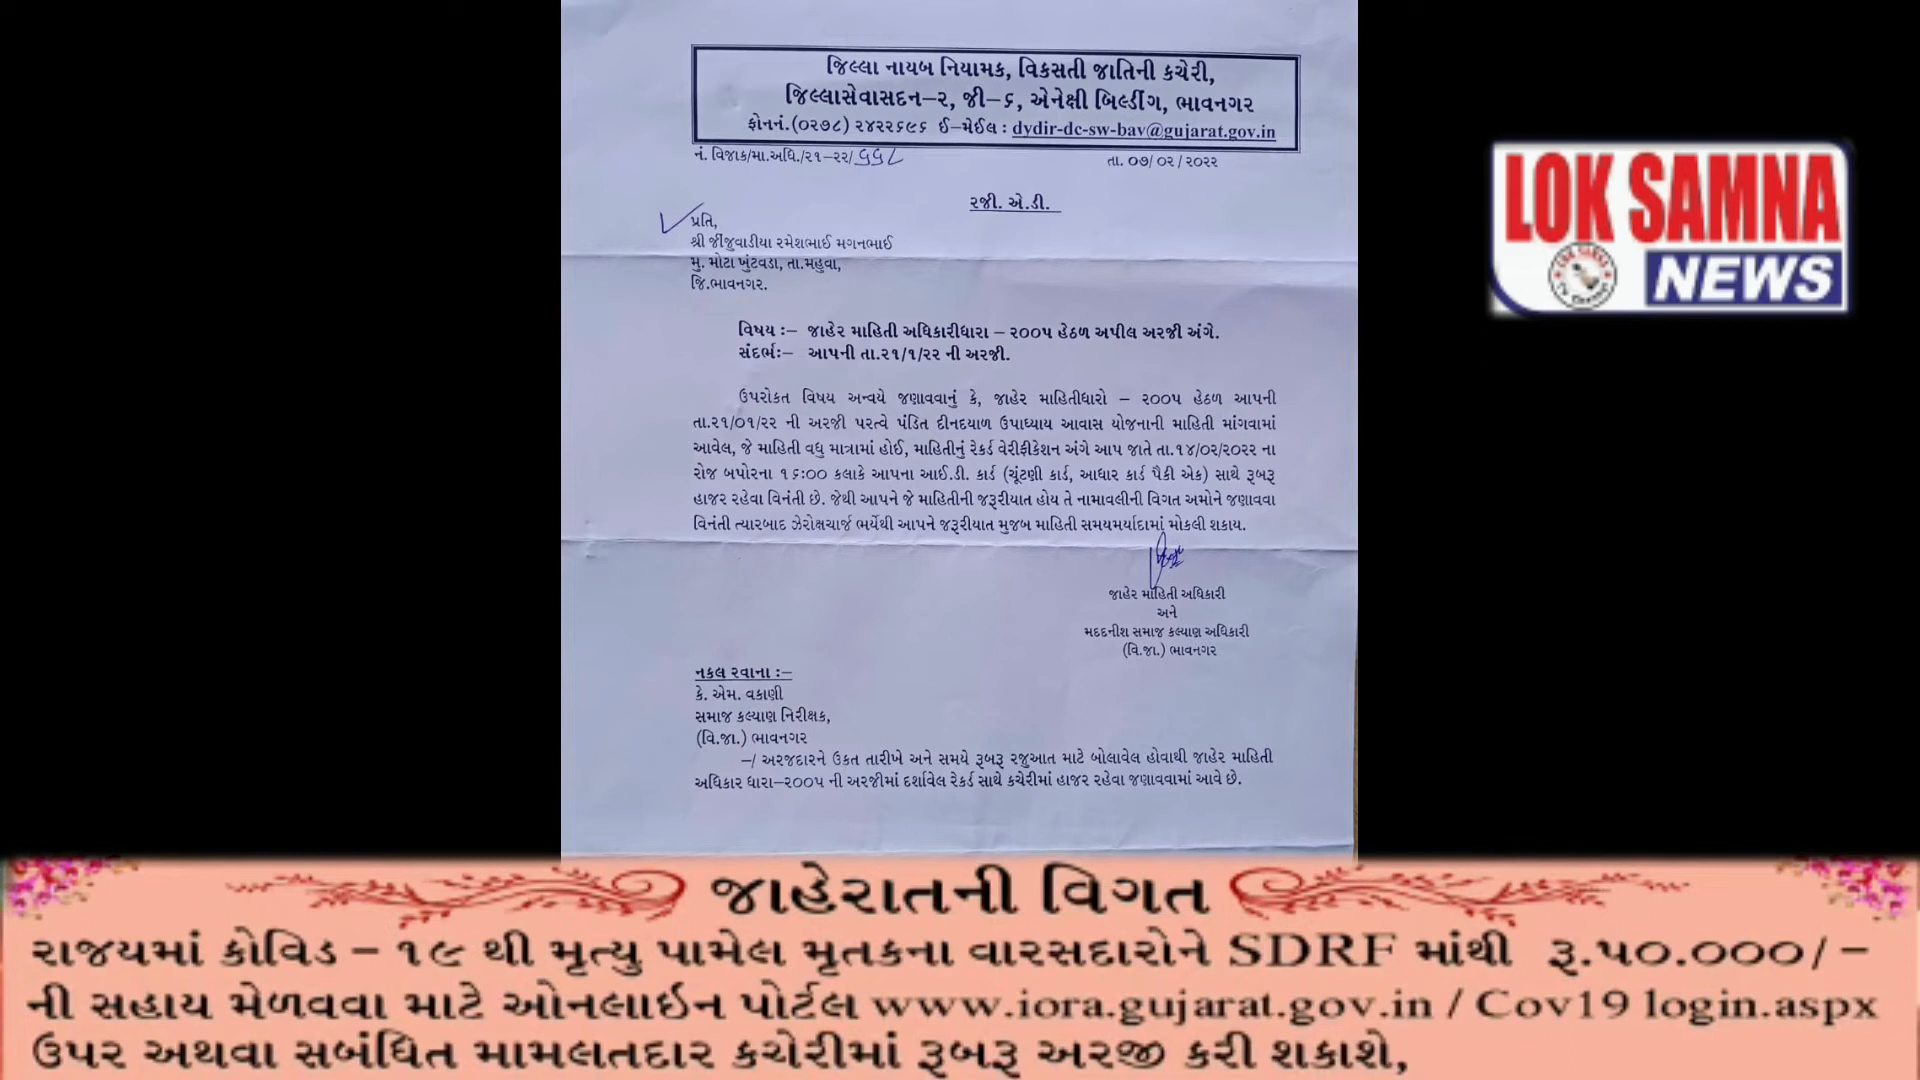 જિલ્લા નાયબ નિયામક, વિકસતી જાતિની કચેરી,
જિલ્લાસેવાસદન–૨, જી–૬, એનેક્ષી બિલ્ડીંગ, ભાવનગર
ફોનનં.(૦૨૭૮) ૨૪૨૨૬૯૬ ઈ–મેઈલ : dydir-dc-sw-bav@gujarat.gov.in
નં. વિજાક/મા.અધિ./૨૧–૨૨/૬૬૮
તા. ૦૭/૦૨/૨૦૨૨
રજી. એ.ડી.
પ્રતિ,
શ્રી જીંજુવાડીયા રમેશભાઈ મગનભાઈ
મુ. મોટા ખુંટવડા, તા.મહુવા,
જિ.ભાવનગર.
વિષય :– જાહેર માહિતી અધિકારીધારા – ૨૦૦૫ હેઠળ અપીલ અરજી અંગે.
સંદર્ભઃ– આપની તા.૨૧/૧/૨૨ ની અરજી.
ઉપરોકત વિષય અન્વયે જણાવવાનું કે, જાહેર માહિતીધારો – ૨૦૦૫ હેઠળ આપની
તા.૨૧/૦૧/૨૨ ની અરજી પરત્વે પંડિત દીનદયાળ ઉપાધ્યાય આવાસ યોજનાની માહિતી માંગવામાં
આવેલ, જે માહિતી વધુ માત્રામાં હોઈ, માહિતીનું રેકર્ડ વેરીફીકેશન અંગે આપ જાતે તા.૧૪/૦૨/૨૦૨૨ ના
રોજ બપોરના ૧૬:૦૦ કલાકે આપના આઈ.ડી. કાર્ડ (ચૂંટણી કાર્ડ, આધાર કાર્ડ પૈકી એક) સાથે રૂબરૂ
હાજર રહેવા વિનંતી છે. જેથી આપને જે માહિતીની જરૂરીયાત હોય તે નામાવલીની વિગત અમોને જણાવવા
વિનંતી ત્યારબાદ ઝેરોક્ષચાર્જ ભર્યેથી આપને જરૂરીયાત મુજબ માહિતી સમયમર્યાદામાં મોકલી શકાય.
જાહેર માહિતી અધિકારી
અને
મદદનીશ સમાજ કલ્યાણ અધિકારી
(વિ.જા.) ભાવનગર
નકલ રવાના :–
કે. એમ. વકાણી
સમાજ કલ્યાણ નિરીક્ષક,
(વિ.જા.) ભાવનગર
–/ અરજદારને ઉકત તારીખે અને સમયે રૂબરૂ રજુઆત માટે બોલાવેલ હોવાથી જાહેર માહિતી
અધિકાર ધારા–૨૦૦૫ ની અરજીમાં દર્શાવેલ રેકર્ડ સાથે કચેરીમાં હાજર રહેવા જણાવવામાં આવે છે.
LOK SAMNA
NEWS
જાહેરાતની વિગત
રાજયમાં કોવિડ – ૧૯ થી મૃત્યુ પામેલ મૃતકના વારસદારોને SDRF માંથી રૂ.૫૦.૦૦૦/–
ની સહાય મેળવવા માટે ઓનલાઇન પોર્ટલ www.iora.gujarat.gov.in / Cov19 login.aspx
ઉપર અથવા સબંધિત મામલતદાર કચેરીમાં રૂબરૂ અરજી કરી શકાશે,